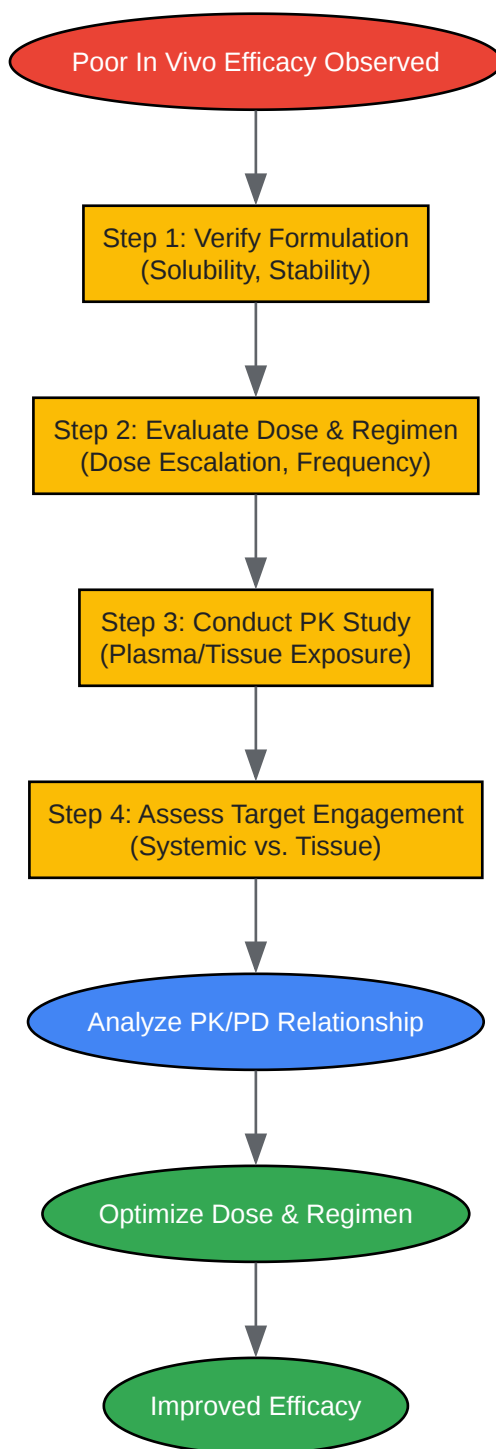 Poor In Vivo Efficacy Observed
Step 1: Verify Formulation
(Solubility, Stability)
Step 2: Evaluate Dose & Regimen
(Dose Escalation, Frequency)
Step 3: Conduct PK Study
(Plasma/Tissue Exposure)
Step 4: Assess Target Engagement
(Systemic vs. Tissue)
Analyze PK/PD Relationship
Optimize Dose & Regimen
Improved Efficacy